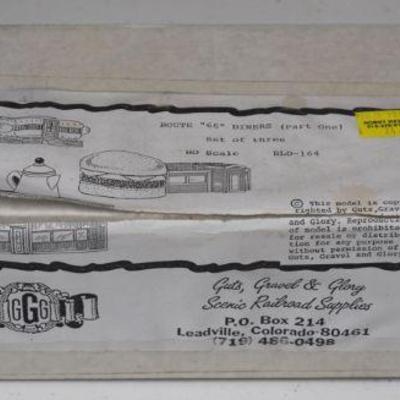 ROUTE "66" DINERS (Part One)
Set of three
HO Scale BLD-164
© This model is copy
righted by Guts, Gravel
and Glory. Reproduction
of model is prohibited
for resale or distribu
tion for any purpose
without permission of
Guts, Gravel and Glory
GGG
Guts, Gravel & Glory
Scenic Railroad Supplies
P.O. Box 214
Leadville, Colorado 80461
(719) 486-0498